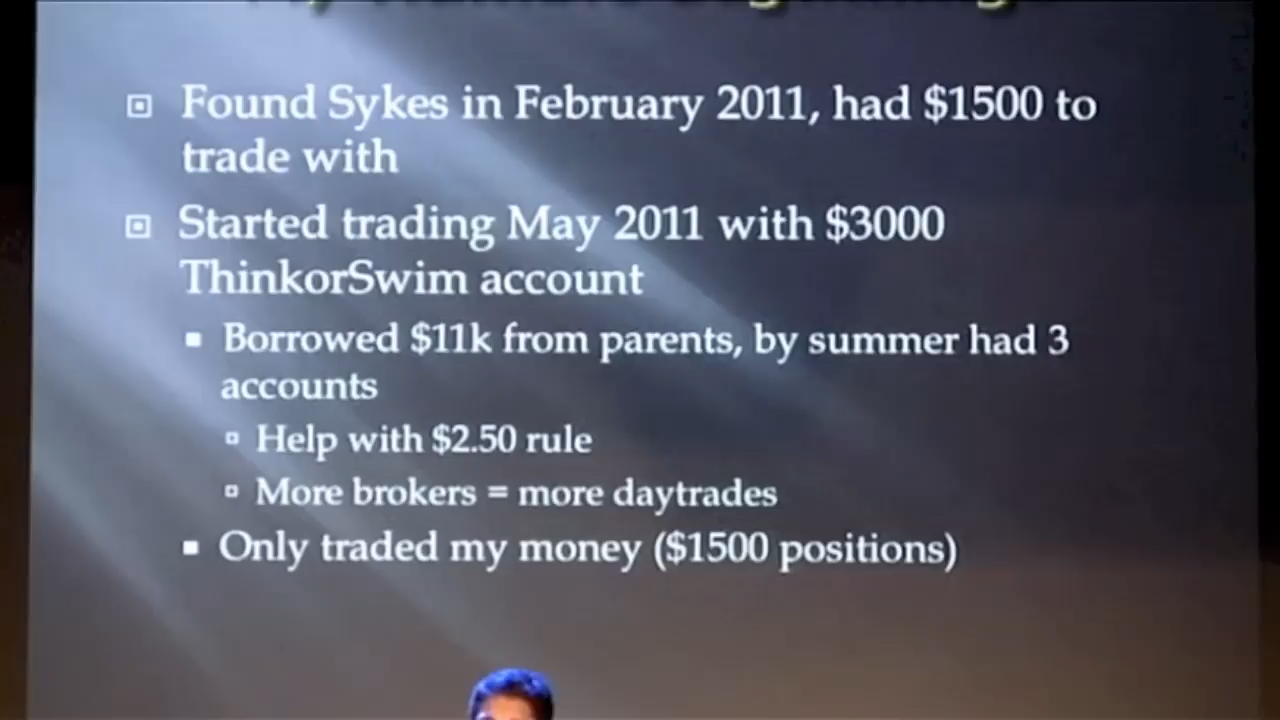 Found Sykes in February 2011, had $1500 to
trade with
Started trading May 2011 with $3000
ThinkorSwim account
Borrowed $11k from parents, by summer had 3
accounts
Help with $2.50 rule
More brokers = more daytrades
Only traded my money ($1500 positions)